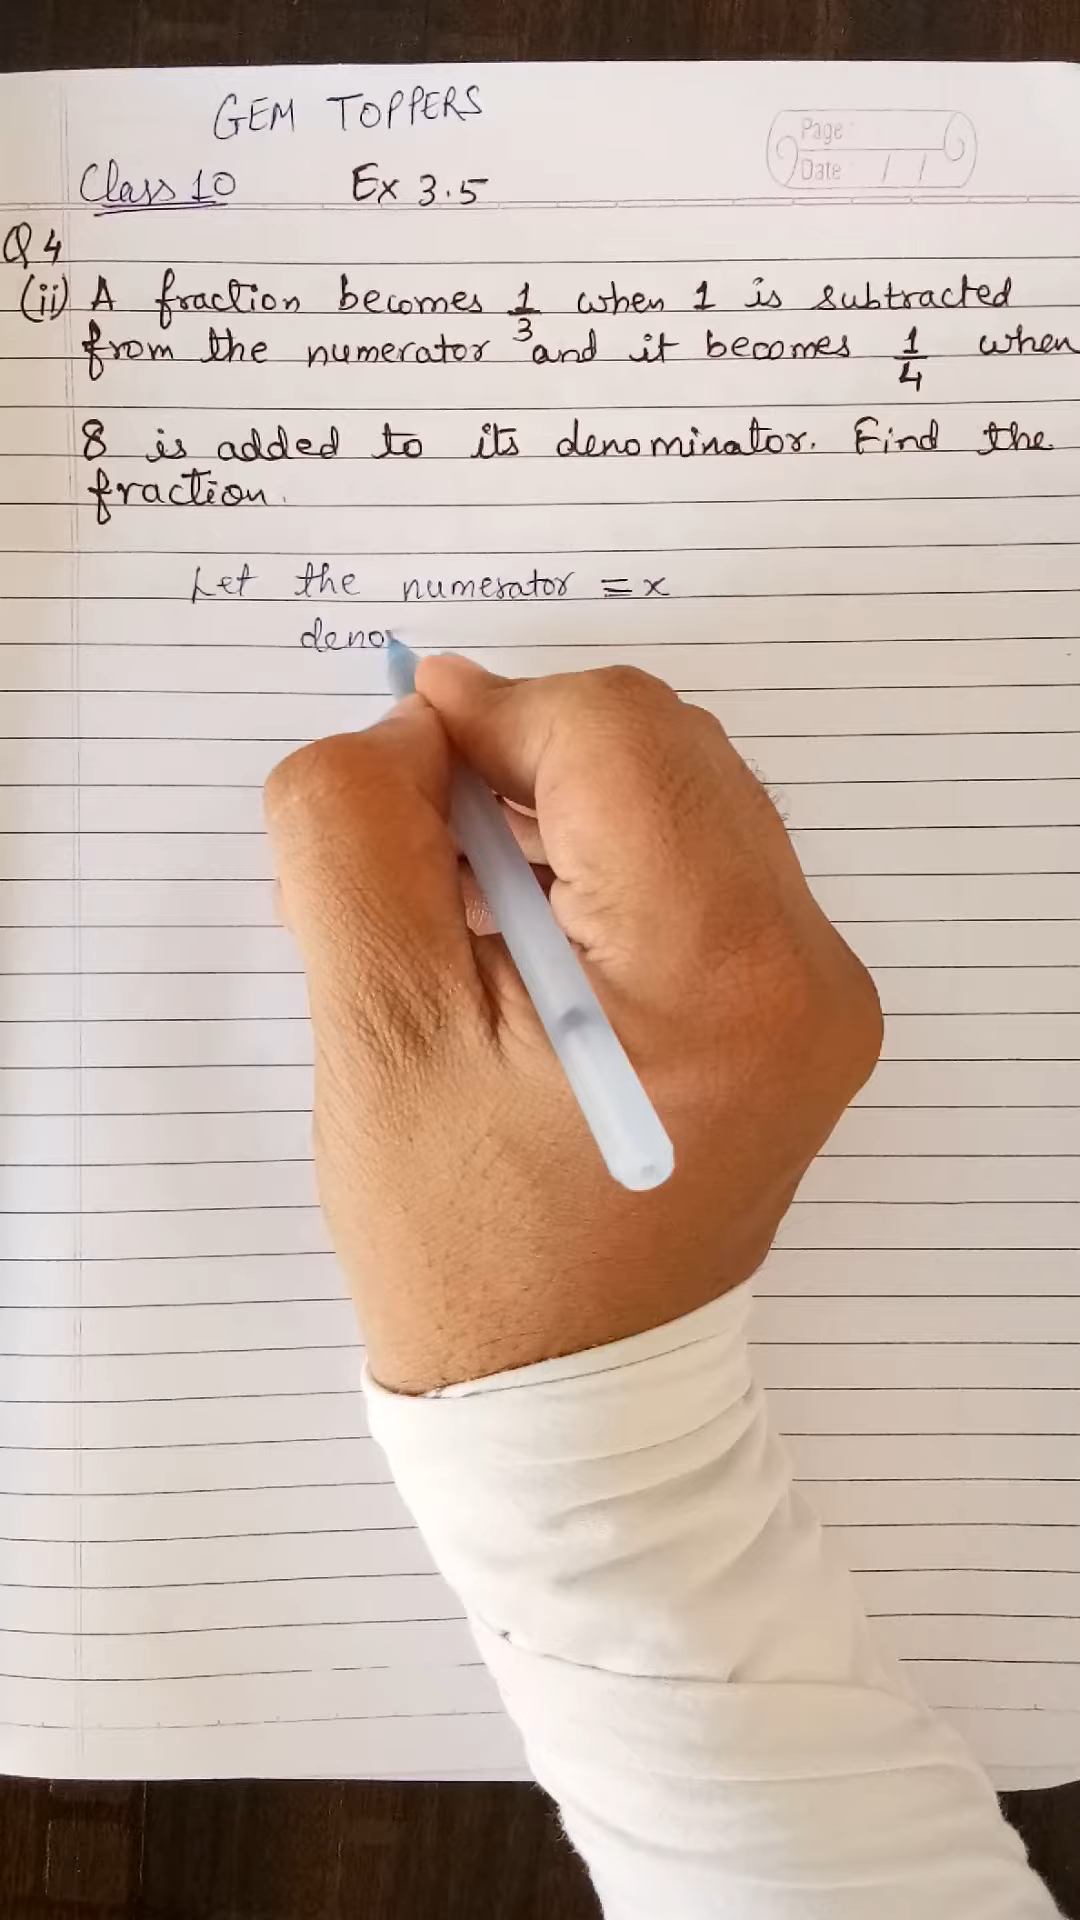 GEM TOPPERS
Page
Date / /
Class 10 Ex 3.5
Q 4
(ii) A fraction becomes 1/3 when 1 is subtracted
from the numerator and it becomes 1/4 when
8 is added to its denominator. Find the
fraction.
Let the numerator = x
deno